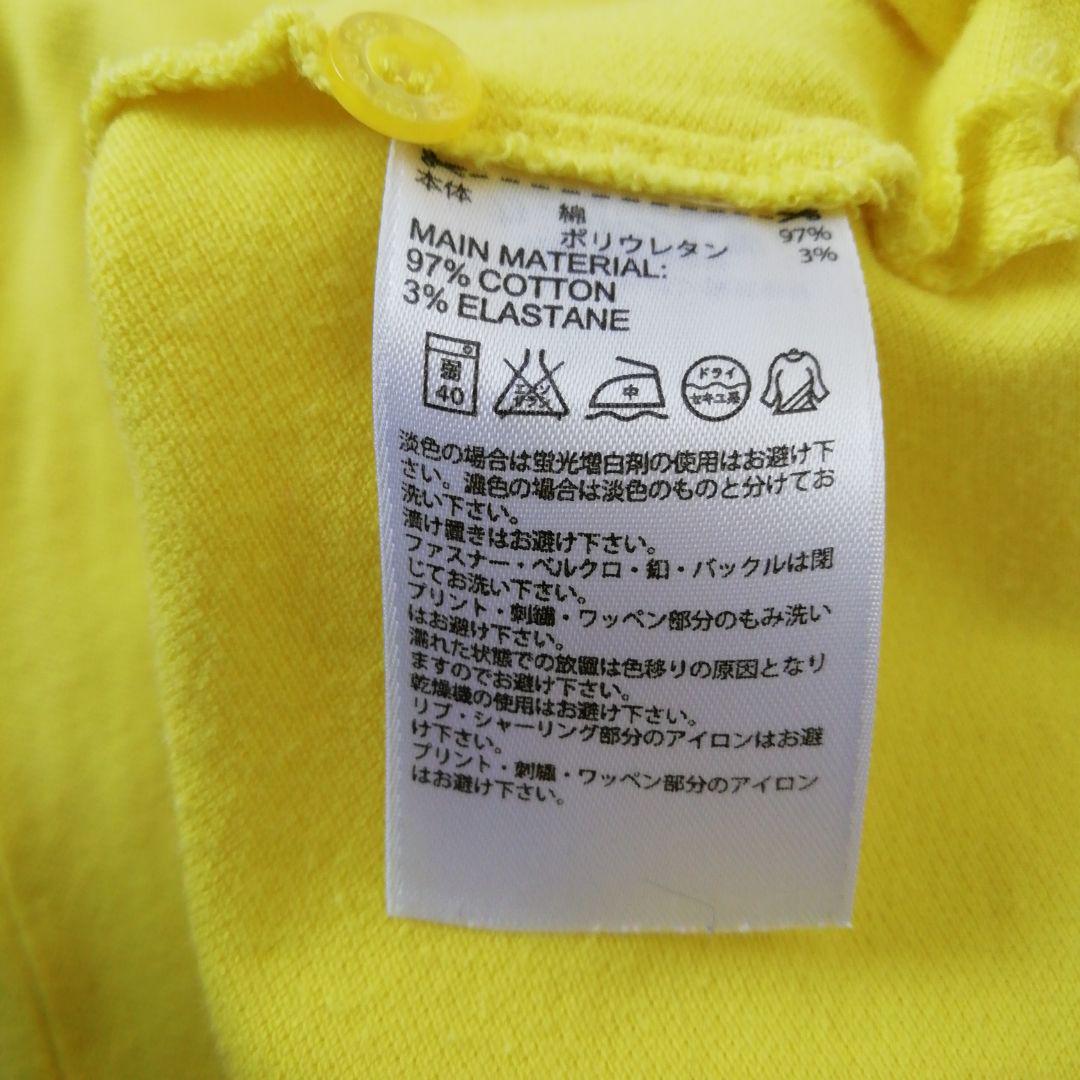 本体
綿 97%
ポリウレタン 3%
MAIN MATERIAL:
97% COTTON
3% ELASTANE
弱
40
エンソ
サラシ
中
ドライ
セキユ系
淡色の場合は蛍光増白剤の使用はお避け下
さい。濃色の場合は淡色のものと分けてお
洗い下さい。
漬け置きはお避け下さい。
ファスナー・ベルクロ・釦・バックルは閉
じてお洗い下さい。
プリント・刺繍・ワッペン部分のもみ洗い
はお避け下さい。
濡れた状態での放置は色移りの原因となり
ますのでお避け下さい。
乾燥機の使用はお避け下さい。
リブ・シャーリング部分のアイロンはお避
け下さい。
プリント・刺繍・ワッペン部分のアイロン
はお避け下さい。